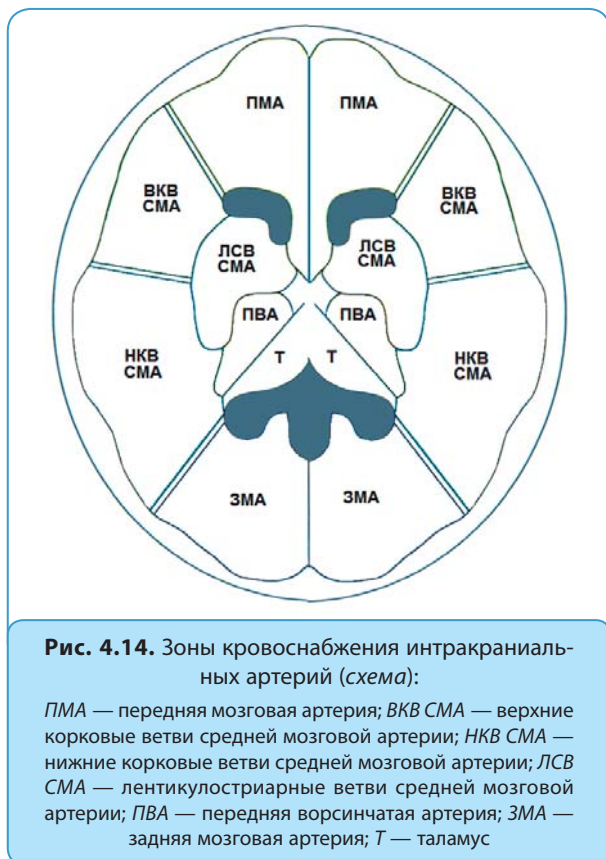 ПМА ПМА
ВКВ СМА ВКВ СМА
ЛСВ СМА ЛСВ СМА
ПВА ПВА
Т Т
НКВ СМА НКВ СМА
ЗМА ЗМА
Рис. 4.14. Зоны кровоснабжения интракраниаль-
ных артерий (схема):
ПМА — передняя мозговая артерия; ВКВ СМА — верхние
корковые ветви средней мозговой артерии; НКВ СМА —
нижние корковые ветви средней мозговой артерии; ЛСВ
СМА — лентикулостриарные ветви средней мозговой
артерии; ПВА — передняя ворсинчатая артерия; ЗМА —
задняя мозговая артерия; Т — таламус